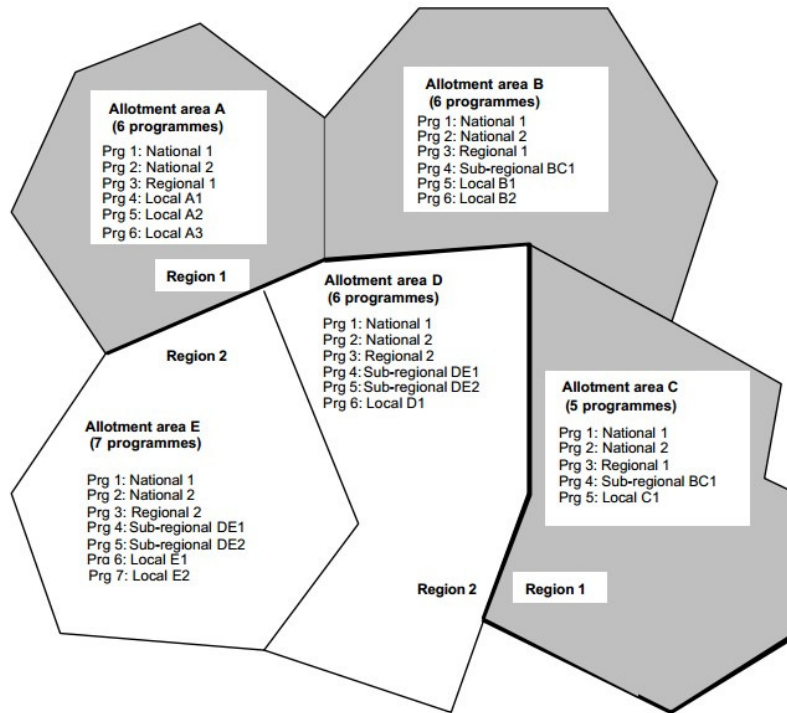 Allotment area A
(6 programmes)
Prg 1: National 1
Prg 2: National 2
Prg 3: Regional 1
Prg 4: Local A1
Prg 5: Local A2
Prg 6: Local A3
Region 1
Allotment area B
(6 programmes)
Prg 1: National 1
Prg 2: National 2
Prg 3: Regional 1
Prg 4: Sub-regional BC1
Prg 5: Local B1
Prg 6: Local B2
Allotment area D
(6 programmes)
Prg 1: National 1
Prg 2: National 2
Prg 3: Regional 2
Prg 4: Sub-regional DE1
Prg 5: Sub-regional DE2
Prg 6: Local D1
Region 2
Allotment area C
(5 programmes)
Prg 1: National 1
Prg 2: National 2
Prg 3: Regional 1
Prg 4: Sub-regional BC1
Prg 5: Local C1
Allotment area E
(7 programmes)
Prg 1: National 1
Prg 2: National 2
Prg 3: Regional 2
Prg 4: Sub-regional DE1
Prg 5: Sub-regional DE2
Prg 6: Local E1
Prg 7: Local E2
Region 2
Region 1